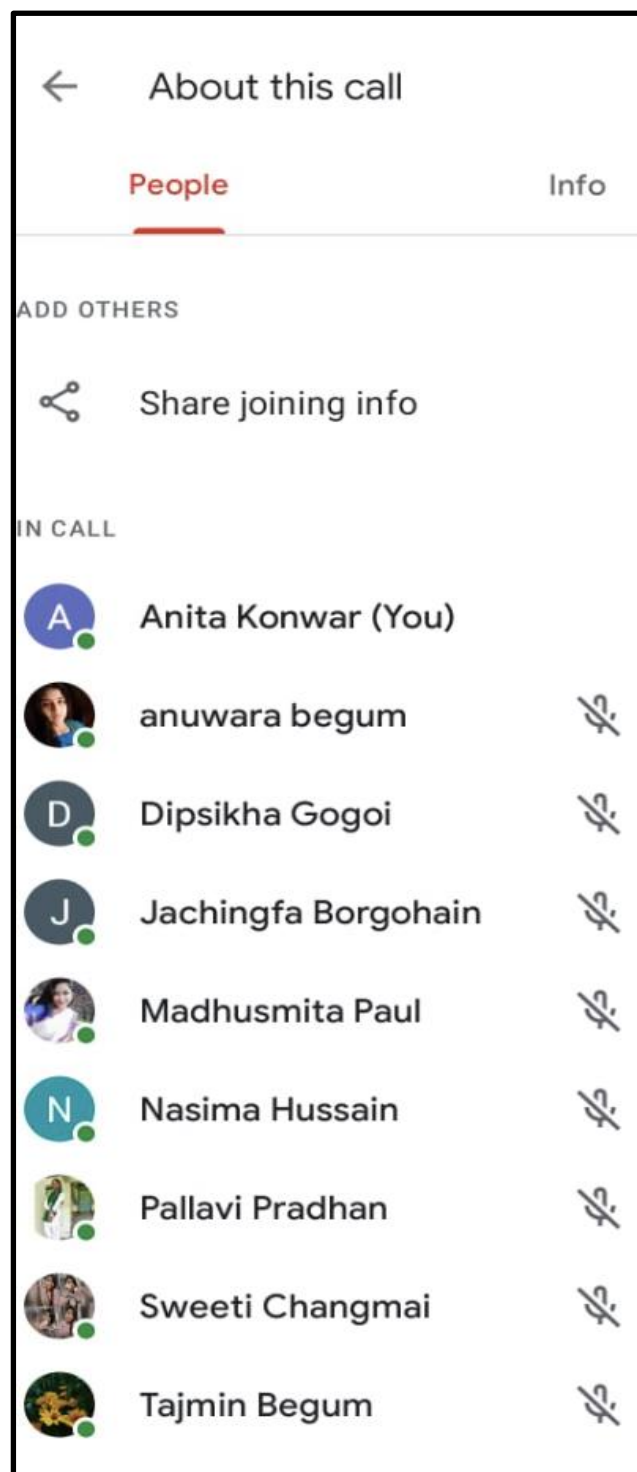 About this call
People Info
ADD OTHERS
Share joining info
IN CALL
A Anita Konwar (You)
anuwara begum
D Dipsikha Gogoi
J Jachingfa Borgohain
Madhusmita Paul
N Nasima Hussain
Pallavi Pradhan
Sweeti Changmai
Tajmin Begum